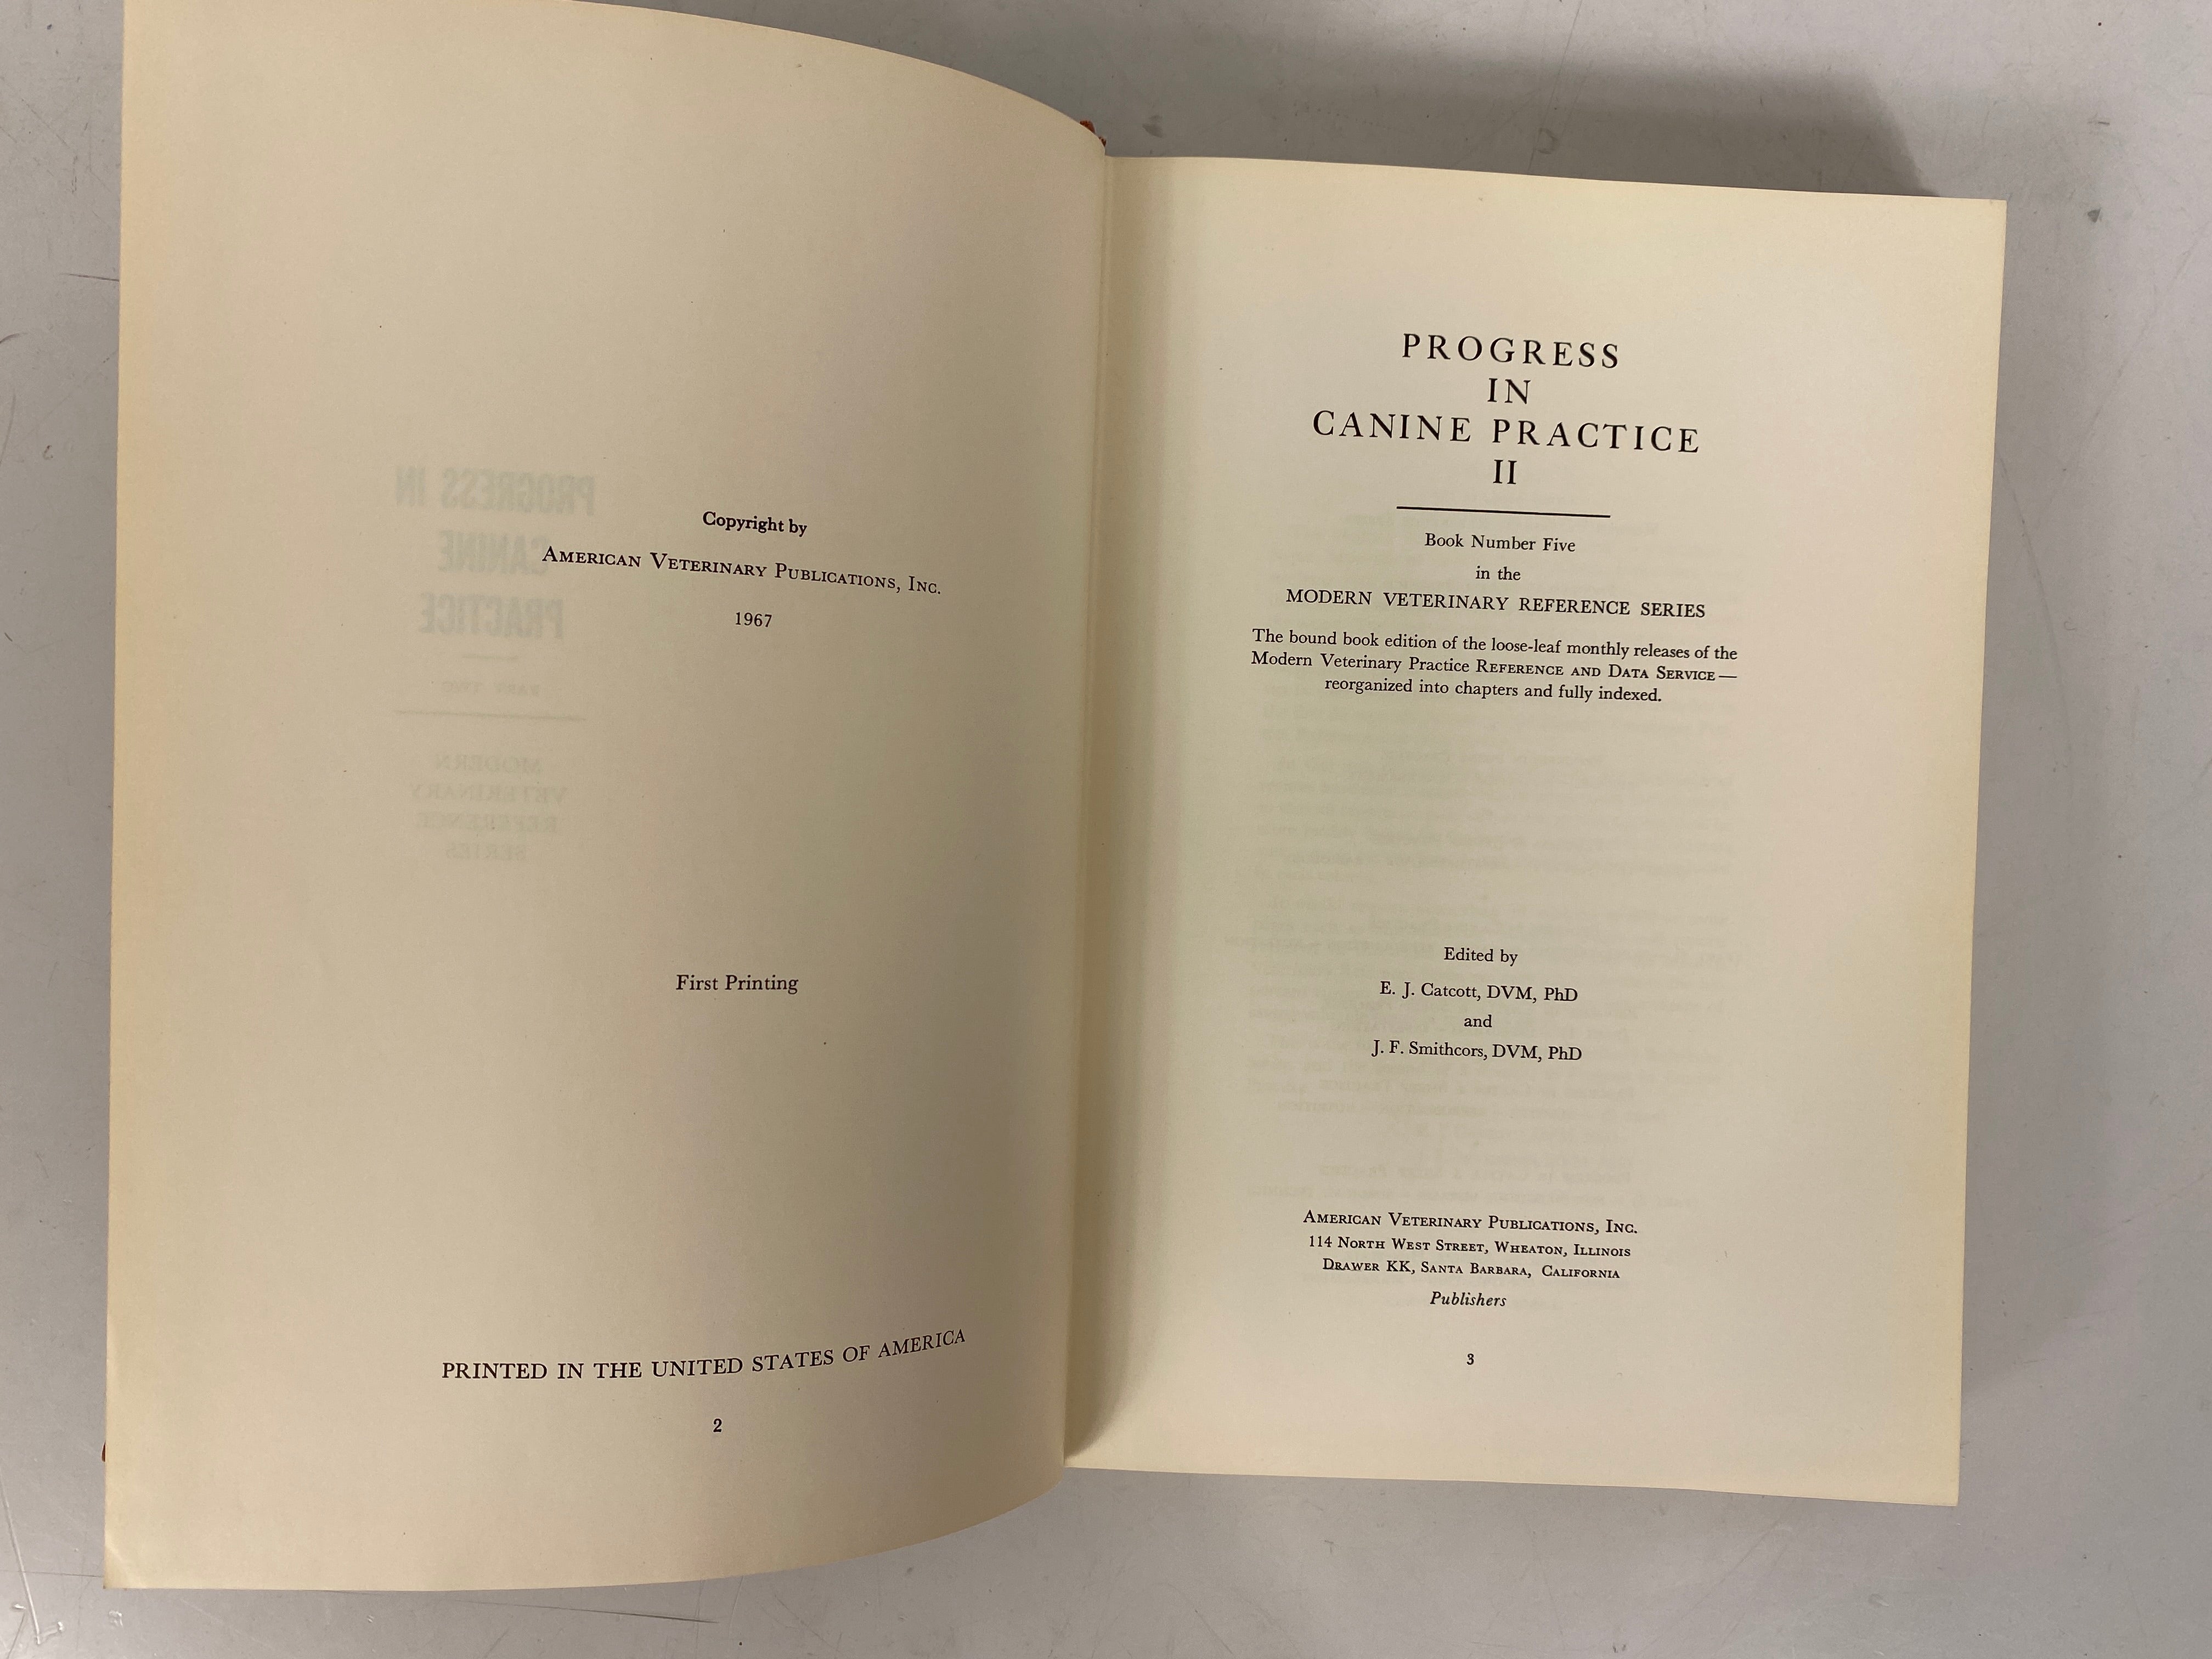 Copyright by
American Veterinary Publications, Inc.
1967
First Printing
PRINTED IN THE UNITED STATES OF AMERICA
2
PROGRESS
IN
CANINE PRACTICE
II
Book Number Five
in the
MODERN VETERINARY REFERENCE SERIES
The bound book edition of the loose-leaf monthly releases of the
Modern Veterinary Practice Reference and Data Service—
reorganized into chapters and fully indexed.
Edited by
E. J. Catcott, DVM, PhD
and
J. F. Smithcors, DVM, PhD
American Veterinary Publications, Inc.
114 North West Street, Wheaton, Illinois
Drawer KK, Santa Barbara, California
Publishers
3